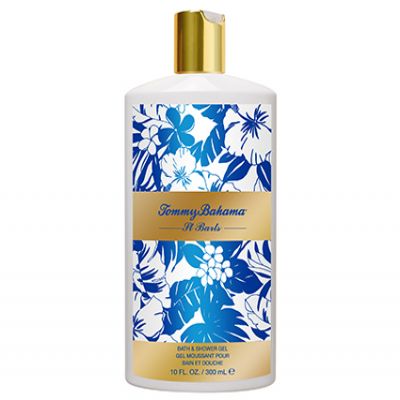 Tommy Bahama
St Barts
BATH & SHOWER GEL
GEL MOUSSANT POUR
BAIN ET DOUCHE
10 FL. OZ. / 300 mL ℮